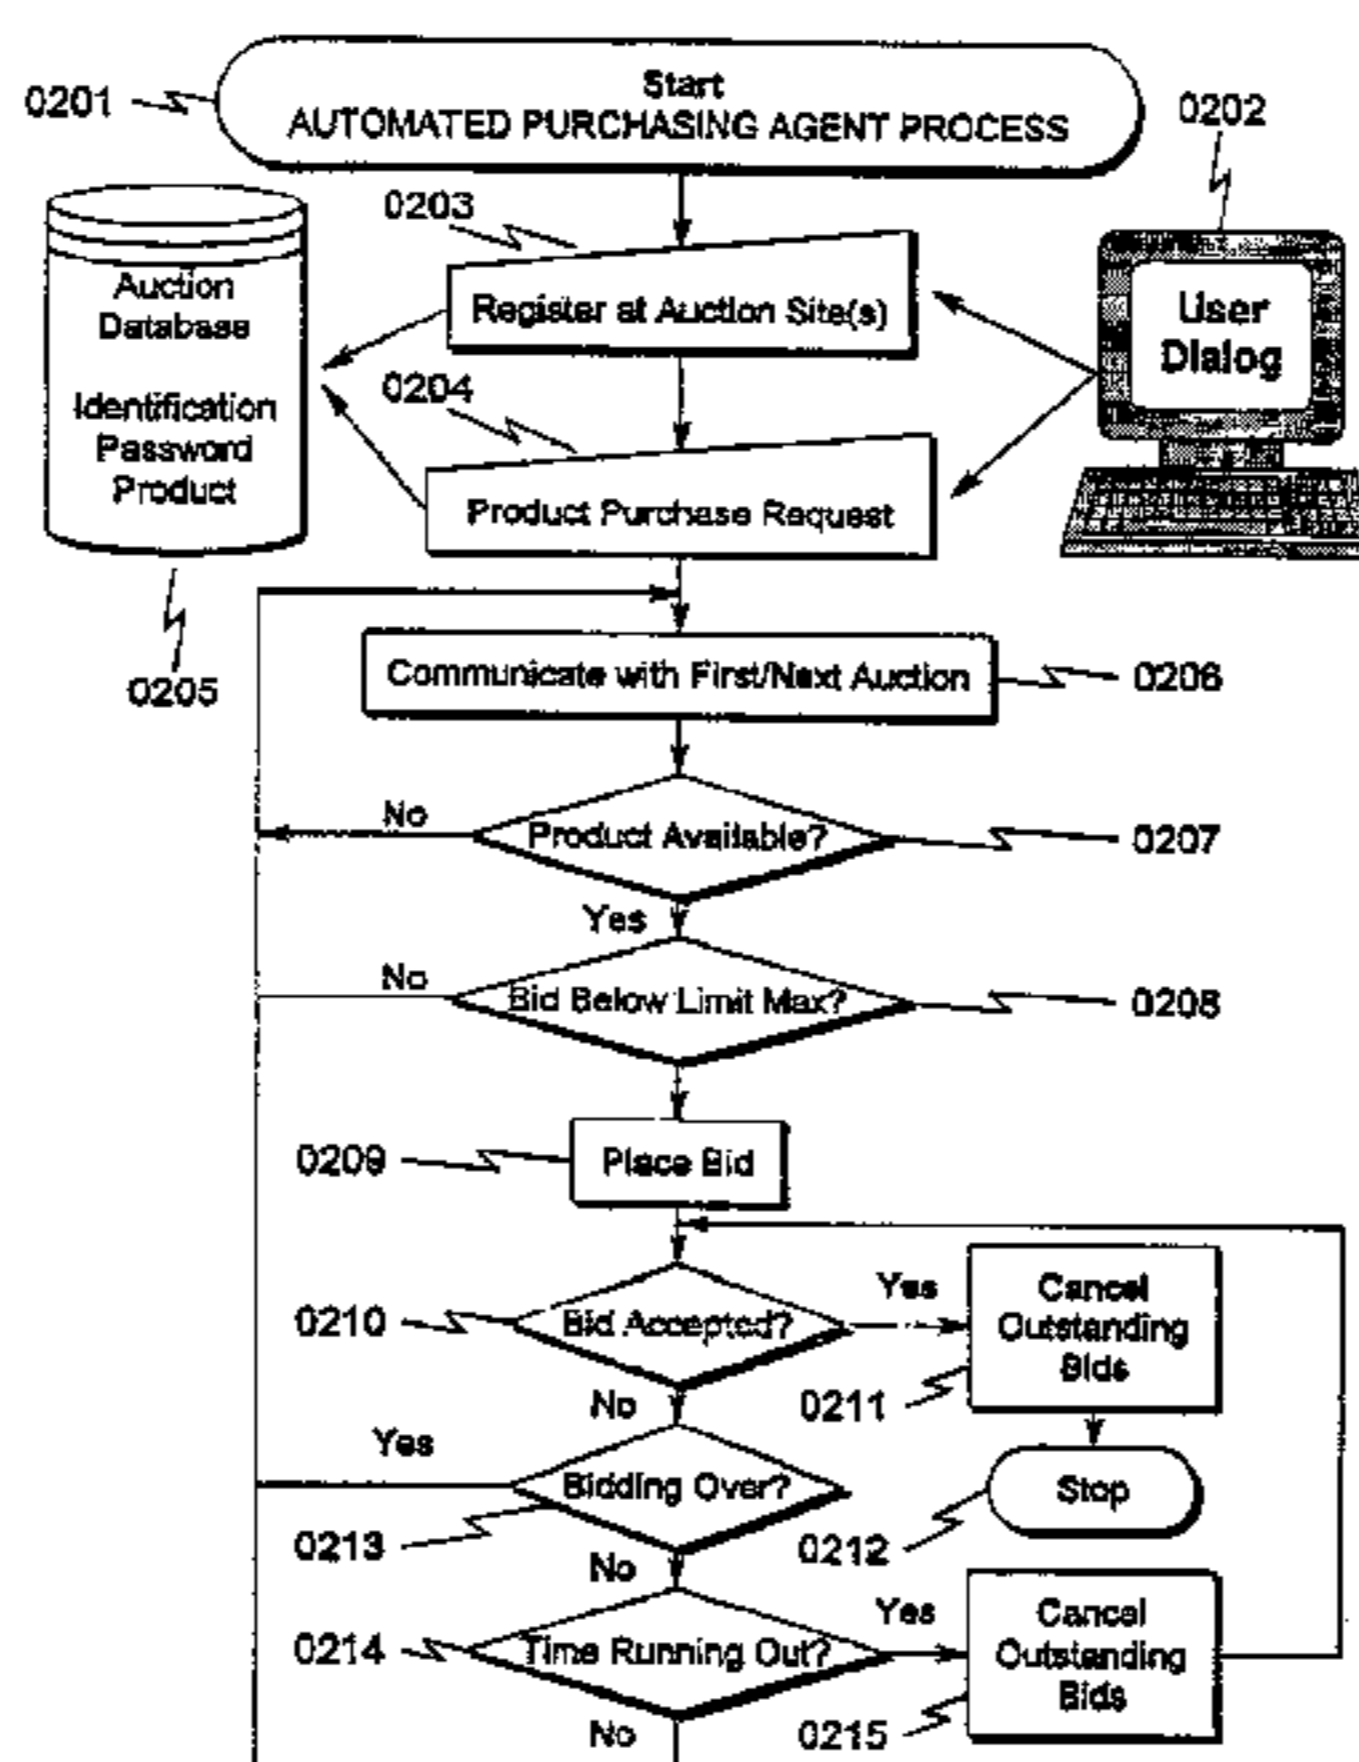 Start
AUTOMATED PURCHASING AGENT PROCESS
0201
0202
0203
Register at Auction Site(s)
User
Dialog
Auction
Database
Identification
Password
Product
0204
Product Purchase Request
0205
Communicate with First/Next Auction
0206
No
Product Available?
0207
Yes
No
Bid Below Limit Max?
0208
0209
Place Bid
0210
Bid Accepted?
Yes
Cancel
Outstanding
Bids
0211
No
Yes
Bidding Over?
Stop
0213
0212
No
0214
Time Running Out?
Yes
Cancel
Outstanding
Bids
0215
No